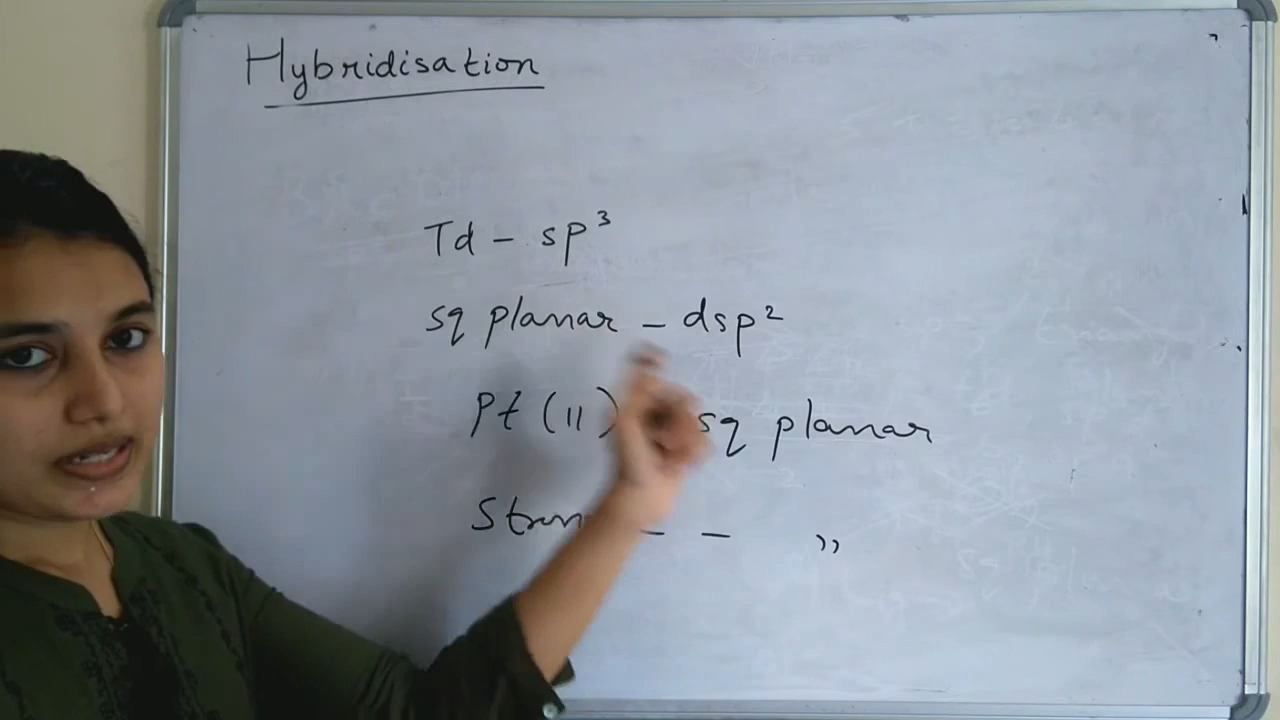 Hybridisation
Td - sp³
sq planar - dsp²
Pt (II) sq planar
- - ,,